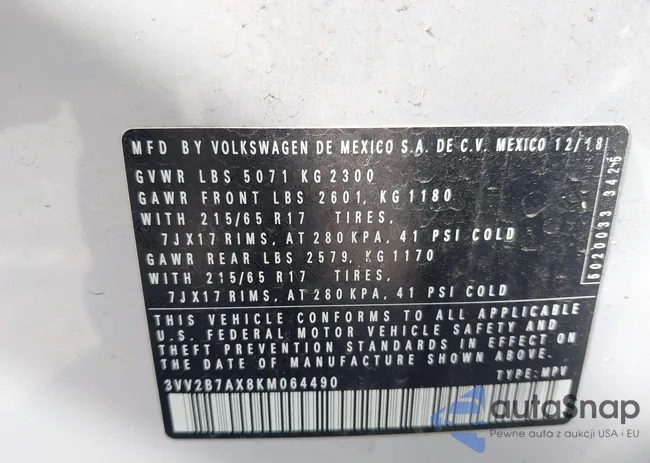 MFD BY VOLKSWAGEN DE MEXICO S.A. DE C.V. MEXICO 12/18
GVWR LBS 5071 KG 2300
GAWR FRONT LBS 2601, KG 1180
WITH 215/65 R17 TIRES,
7JX17 RIMS, AT 280 KPA, 41 PSI COLD
GAWR REAR LBS 2579, KG 1170
WITH 215/65 R17 TIRES,
7JX17 RIMS, AT 280 KPA, 41 PSI COLD
THIS VEHICLE CONFORMS TO ALL APPLICABLE
U.S. FEDERAL MOTOR VEHICLE SAFETY AND
THEFT PREVENTION STANDARDS IN EFFECT
ON THE DATE OF MANUFACTURE SHOWN ABOVE.
3VV2B7AX8KM064490 TYPE: MPV
5020033 3425
autoSnap
Pewne auta z aukcji USA i EU